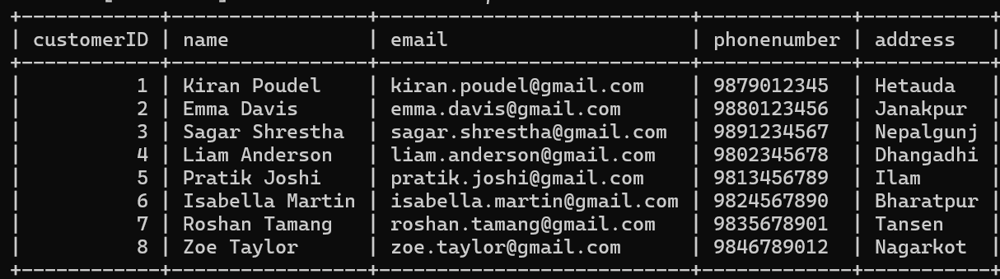 +------------+-----------------+---------------------------+-------------+-----------+
| customerID | name            | email                     | phonenumber | address   |
+------------+-----------------+---------------------------+-------------+-----------+
|          1 | Kiran Poudel    | kiran.poudel@gmail.com    | 9879012345  | Hetauda   |
|          2 | Emma Davis      | emma.davis@gmail.com      | 9880123456  | Janakpur  |
|          3 | Sagar Shrestha  | sagar.shrestha@gmail.com  | 9891234567  | Nepalgunj |
|          4 | Liam Anderson   | liam.anderson@gmail.com   | 9802345678  | Dhangadhi |
|          5 | Pratik Joshi    | pratik.joshi@gmail.com    | 9813456789  | Ilam      |
|          6 | Isabella Martin | isabella.martin@gmail.com | 9824567890  | Bharatpur |
|          7 | Roshan Tamang   | roshan.tamang@gmail.com   | 9835678901  | Tansen    |
|          8 | Zoe Taylor      | zoe.taylor@gmail.com      | 9846789012  | Nagarkot  |
+------------+-----------------+---------------------------+-------------+-----------+